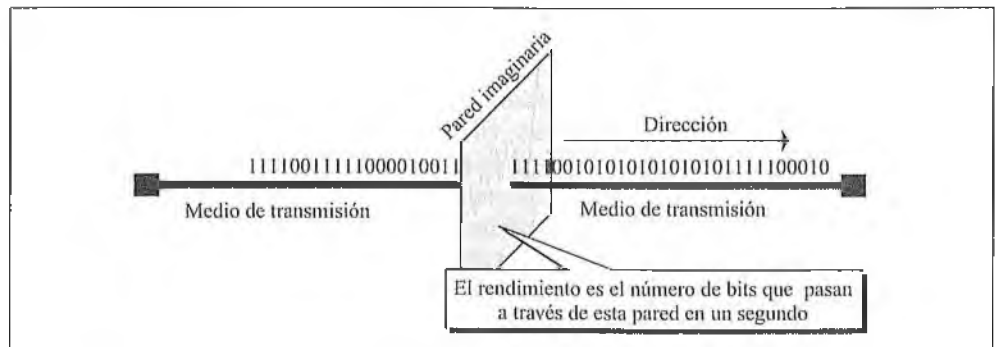 Pared imaginaria
Dirección
11110011111000010011 1111001010101010101011111100010
Medio de transmisión Medio de transmisión
El rendimiento es el número de bits que pasan
a través de esta pared en un segundo